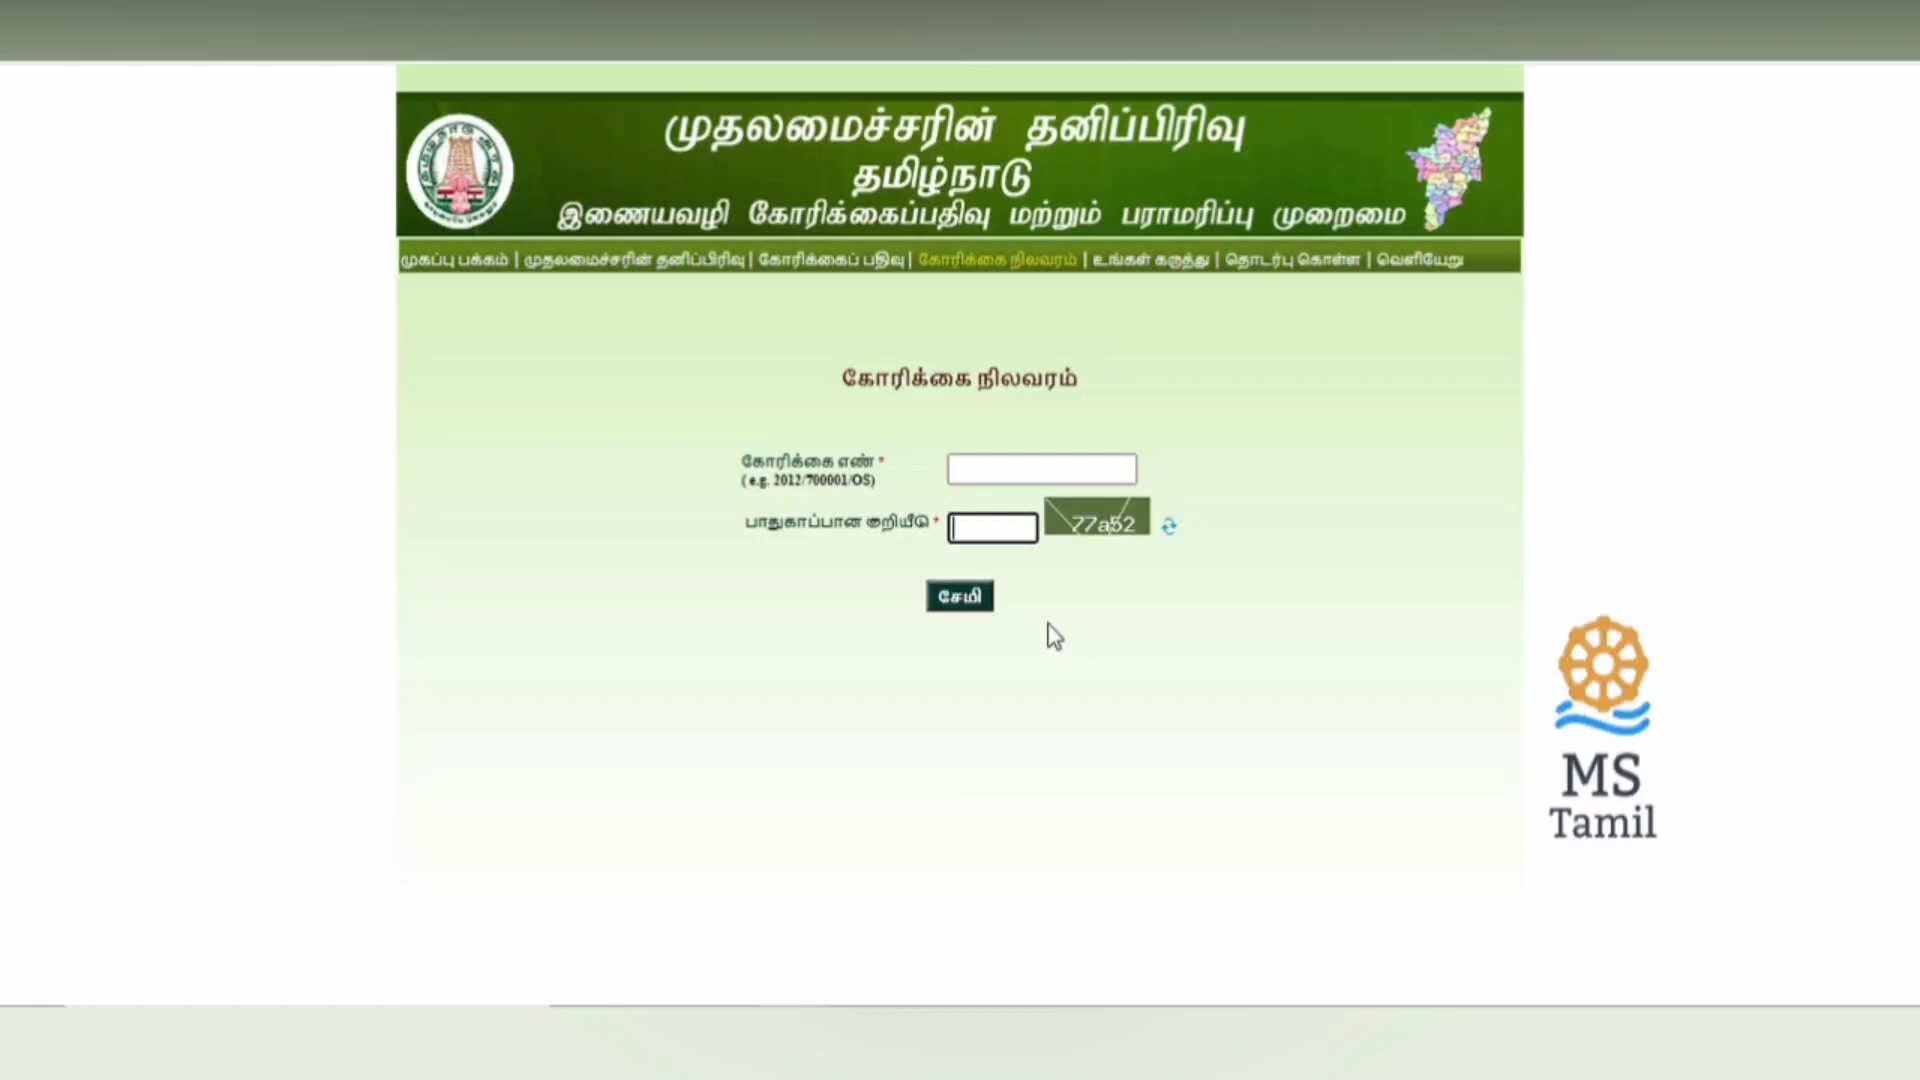 முதலமைச்சரின் தனிப்பிரிவு
தமிழ்நாடு
இணையவழி கோரிக்கைப்பதிவு மற்றும் பராமரிப்பு முறைமை
முகப்பு பக்கம் | முதலமைச்சரின் தனிப்பிரிவு | கோரிக்கைப் பதிவு | கோரிக்கை நிலவரம் | உங்கள் கருத்து | தொடர்பு கொள்ள | வெளியேறு
கோரிக்கை நிலவரம்
கோரிக்கை எண் *
( e.g. 2012/700001/OS)
பாதுகாப்பான குறியீடு * 77a52
சேமி
MS
Tamil